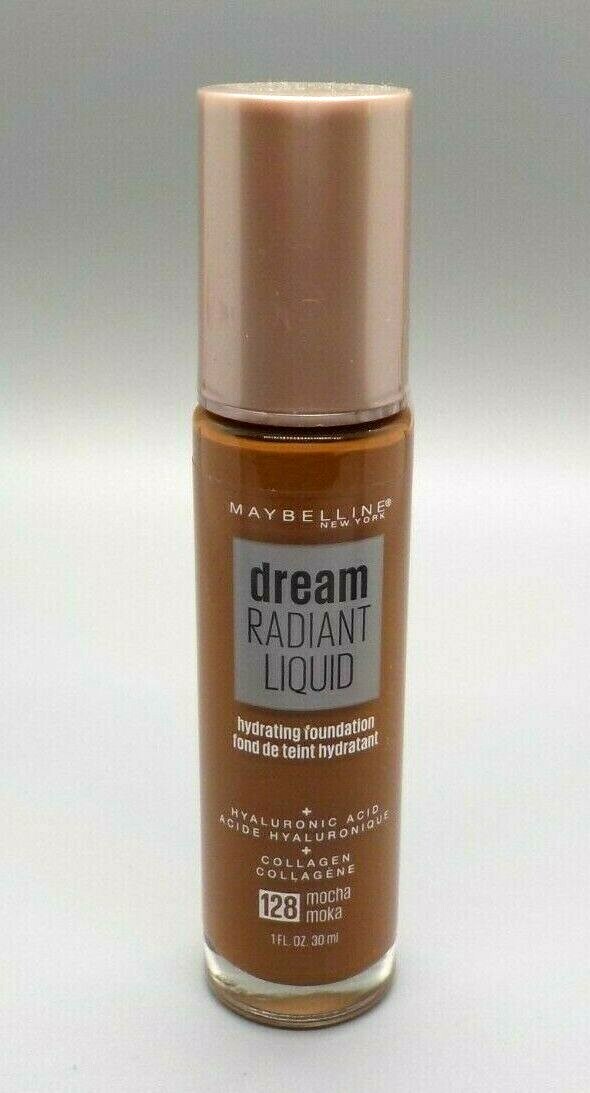 MAYBELLINE®
NEW YORK
dream
RADIANT
LIQUID
hydrating foundation
fond de teint hydratant
+
HYALURONIC ACID
ACIDE HYALURONIQUE
+
COLLAGEN
COLLAGÈNE
128 mocha
moka
1 FL. OZ. 30 ml